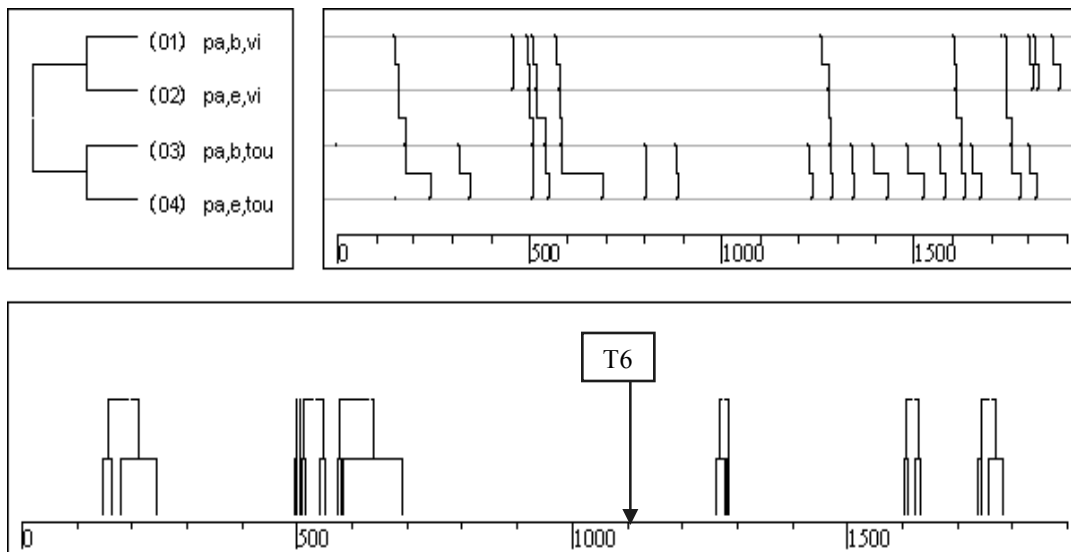 (01) pa,b,vi
(02) pa,e,vi
(03) pa,b,tou
(04) pa,e,tou
0 500 1000 1500
T6
0 500 1000 1500